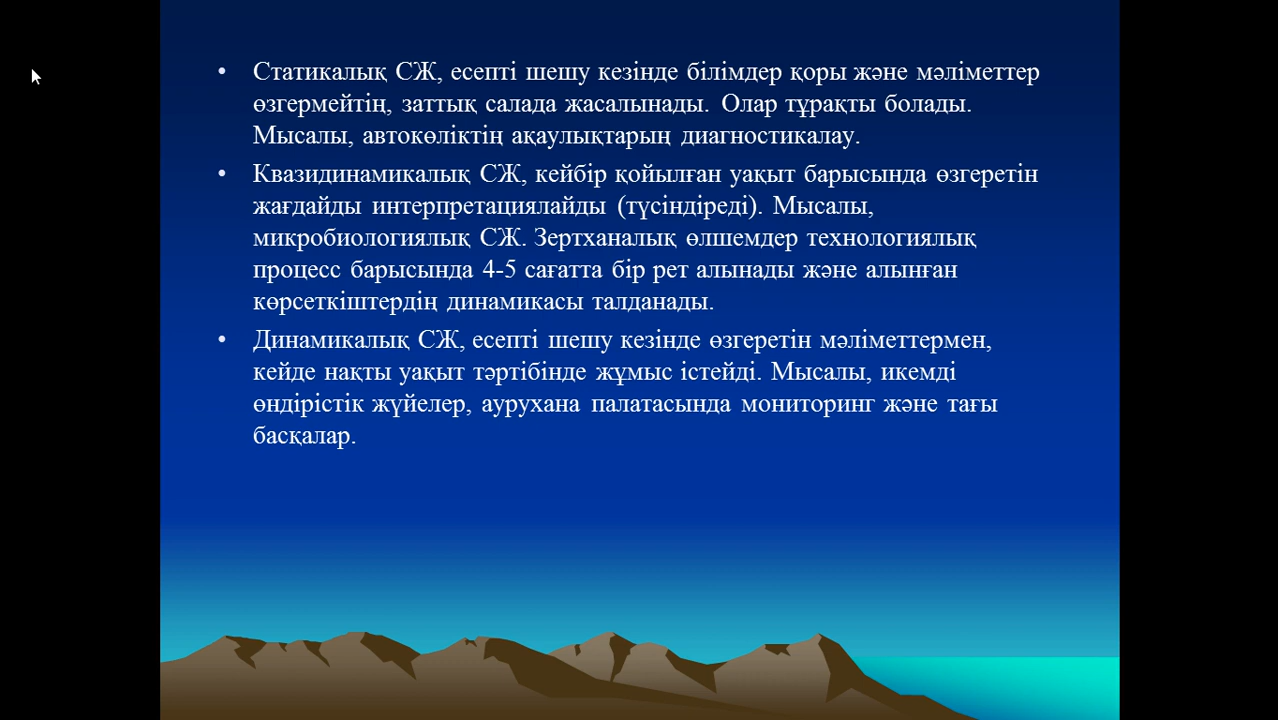 • Статикалық СЖ, есепті шешу кезінде білімдер қоры және мәліметтер
өзгермейтің, заттық салада жасалынады. Олар тұрақты болады.
Мысалы, автокөліктің ақаулықтарың диагностикалау.
• Квазидинамикалық СЖ, кейбір қойылған уақыт барысында өзгеретін
жағдайды интерпретациялайды (түсіндіреді). Мысалы,
микробиологиялық СЖ. Зертханалық өлшемдер технологиялық
процесс барысында 4-5 сағатта бір рет алынады және алынған
көрсеткіштердің динамикасы талданады.
• Динамикалық СЖ, есепті шешу кезінде өзгеретін мәліметтермен,
кейде нақты уақыт тәртібінде жұмыс істейді. Мысалы, икемді
өндірістік жүйелер, аурухана палатасында мониторинг және тағы
басқалар.